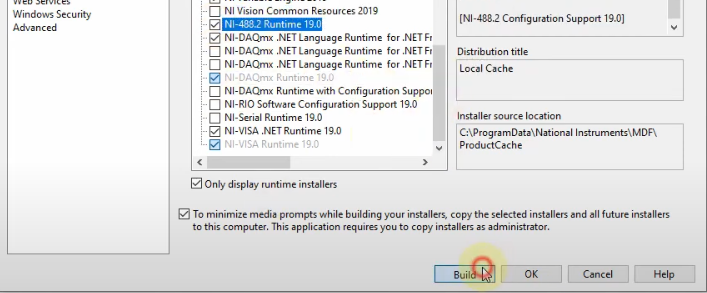 Web Services
Windows Security
Advanced
NI Vision Common Resources 2019
NI-488.2 Runtime 19.0
NI-DAQmx .NET Language Runtime for .NET Fr
NI-DAQmx .NET Language Runtime for .NET Fr
NI-DAQmx .NET Language Runtime for .NET Fr
NI-DAQmx Runtime 19.0
NI-DAQmx Runtime with Configuration Suppor
NI-RIO Software Configuration Support 19.0
NI-Serial Runtime 19.0
NI-VISA .NET Runtime 19.0
NI-VISA Runtime 19.0
Only display runtime installers
[NI-488.2 Configuration Support 19.0]
Distribution title
Local Cache
Installer source location
C:\ProgramData\National Instruments\MDF\
ProductCache
To minimize media prompts while building your installers, copy the selected installers and all future installers
to this computer. This application requires you to copy installers as administrator.
Build
OK
Cancel
Help